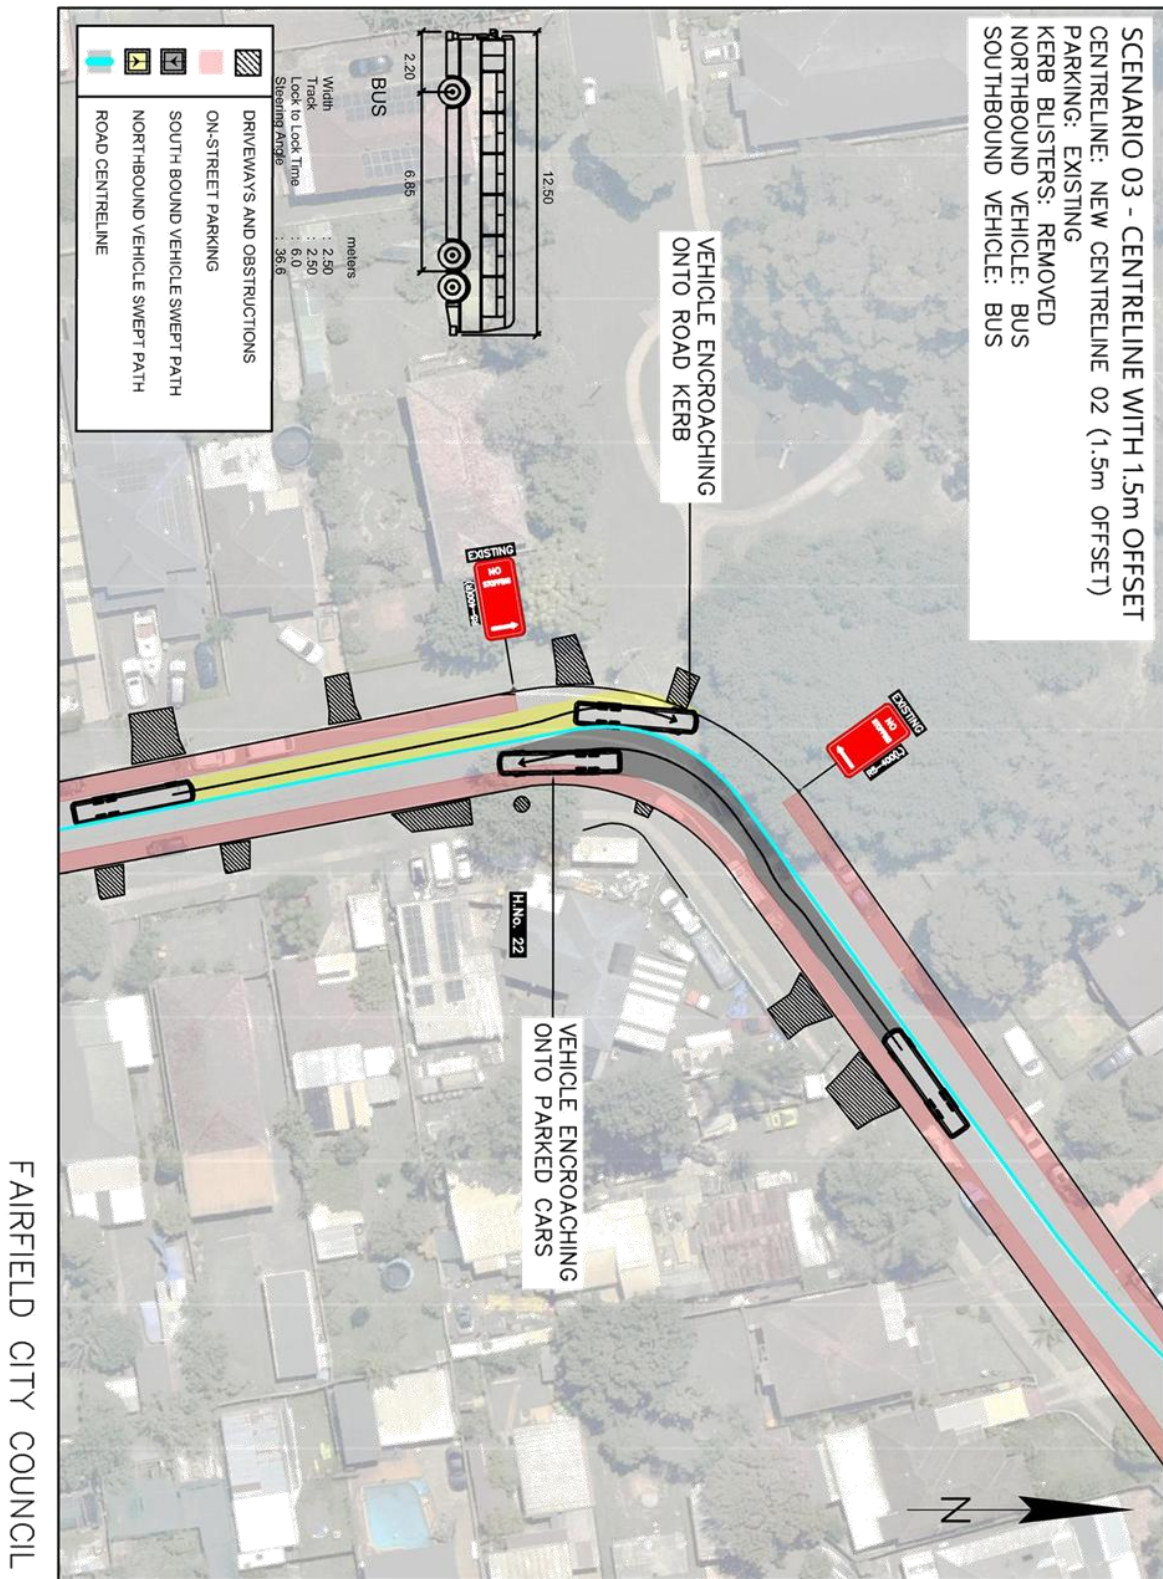 SCENARIO 03 - CENTRELINE WITH 1.5m OFFSET
CENTRELINE: NEW CENTRELINE 02 (1.5m OFFSET)
PARKING: EXISTING
KERB BLISTERS: REMOVED
NORTHBOUND VEHICLE: BUS
SOUTHBOUND VEHICLE: BUS
VEHICLE ENCROACHING
ONTO ROAD KERB
12.50
2.20
6.85
BUS
meters
Width : 2.50
Track : 2.50
Lock to Lock Time : 6.0
Steering Angle : 36.6
DRIVEWAYS AND OBSTRUCTIONS
ON-STREET PARKING
SOUTH BOUND VEHICLE SWEPT PATH
NORTHBOUND VEHICLE SWEPT PATH
ROAD CENTRELINE
EXISTING
NO
EXISTING
NO
H.No. 22
VEHICLE ENCROACHING
ONTO PARKED CARS
N
FAIRFIELD CITY COUNCIL